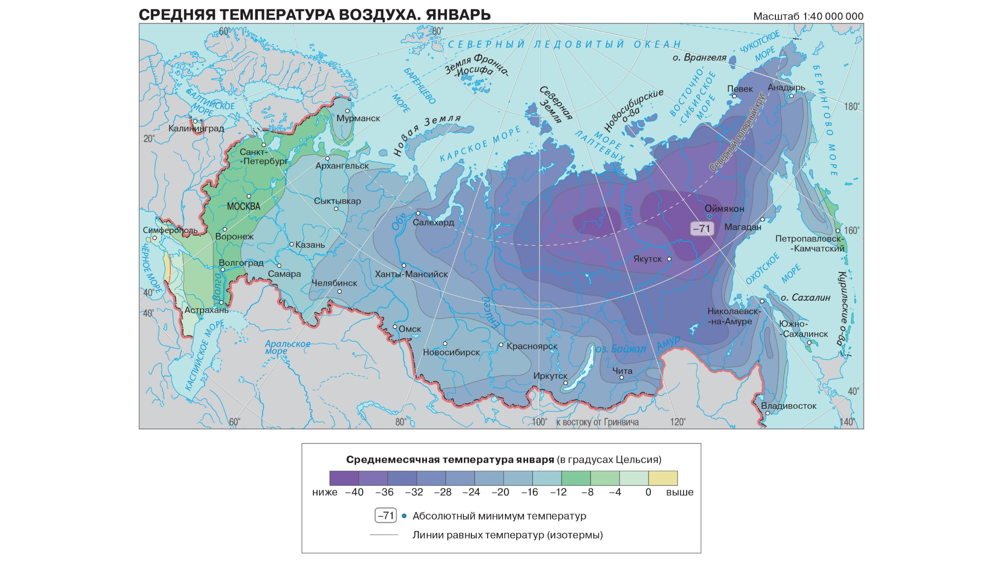 СРЕДНЯЯ ТЕМПЕРАТУРА ВОЗДУХА. ЯНВАРЬ
Масштаб 1:40 000 000
60°
80°
СЕВЕРНЫЙ ЛЕДОВИТЫЙ ОКЕАН
ЧУКОТСКОЕ
МОРЕ
о. Врангеля
Земля Франца-
-Иосифа
БАРЕНЦЕВО
МОРЕ
Северная
Земля
Новосибирские
о-ва
ВОСТОЧНО-
-СИБИРСКОЕ
МОРЕ
Певек
Анадырь
БЕРИНГОВО МОРЕ
180°
БАЛТИЙСКОЕ
МОРЕ
Калининград
Мурманск
Новая Земля
КАРСКОЕ МОРЕ
МОРЕ
ЛАПТЕВЫХ
Северный полярный круг
20°
Санкт-
-Петербург
Архангельск
МОСКВА
Сыктывкар
Обь
Салехард
Лена
Оймякон
–71
Магадан
160°
Симферополь
Воронеж
Казань
Петропавловск-
-Камчатский
ЧЁРНОЕ МОРЕ
Волгоград
Самара
Волга
Челябинск
Ханты-Мансийск
Якутск
ОХОТСКОЕ
МОРЕ
Курильские о-ва
40°
40°
Астрахань
Енисей
о. Сахалин
Николаевск-
-на-Амуре
Южно-
-Сахалинск
КАСПИЙСКОЕ МОРЕ
Аральское
море
Омск
Новосибирск
Красноярск
оз. Байкал
Амур
Иркутск
Чита
40°
Владивосток
60°
80°
100°
к востоку от Гринвича
120°
140°
Среднемесячная температура января (в градусах Цельсия)
ниже –40 –36 –32 –28 –24 –20 –16 –12 –8 –4 0 выше
–71 Абсолютный минимум температур
Линии равных температур (изотермы)